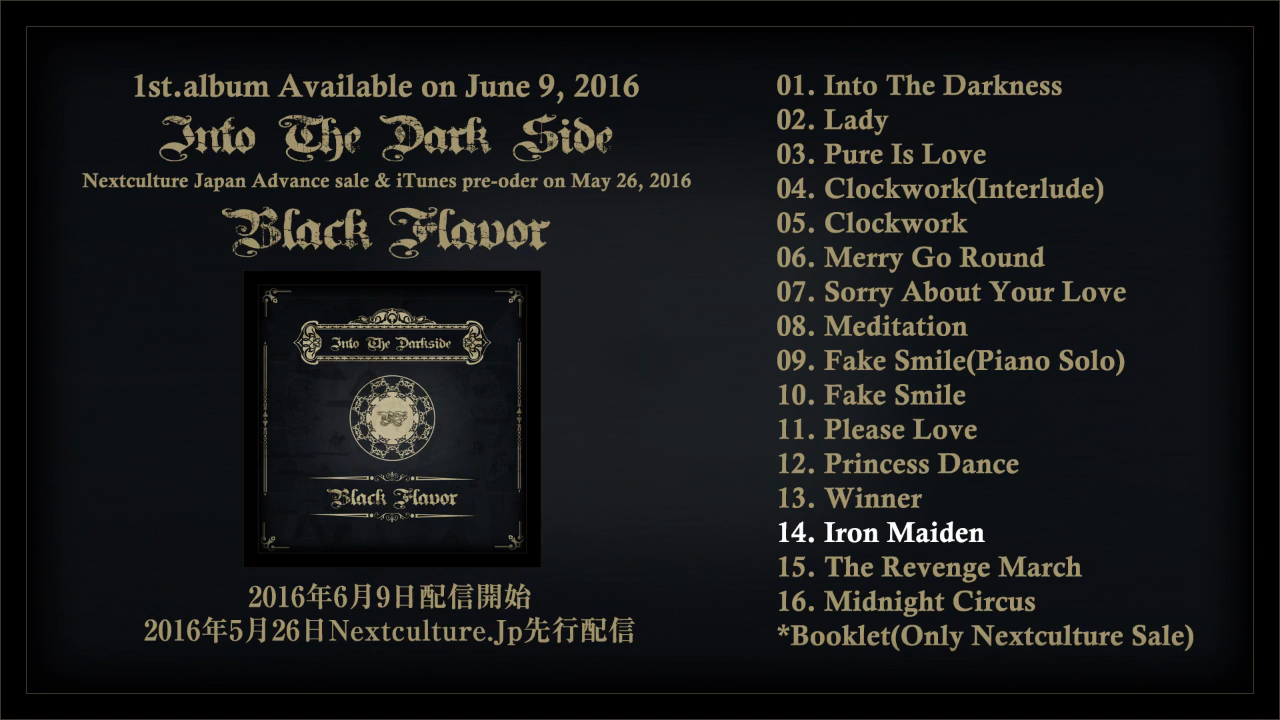 1st.album Available on June 9, 2016
Into The Dark Side
Nextculture Japan Advance sale & iTunes pre-oder on May 26, 2016
Black Flavor
Into The Darkside
BF
Black Flavor
2016年6月9日配信開始
2016年5月26日Nextculture.Jp先行配信
01. Into The Darkness
02. Lady
03. Pure Is Love
04. Clockwork(Interlude)
05. Clockwork
06. Merry Go Round
07. Sorry About Your Love
08. Meditation
09. Fake Smile(Piano Solo)
10. Fake Smile
11. Please Love
12. Princess Dance
13. Winner
14. Iron Maiden
15. The Revenge March
16. Midnight Circus
*Booklet(Only Nextculture Sale)